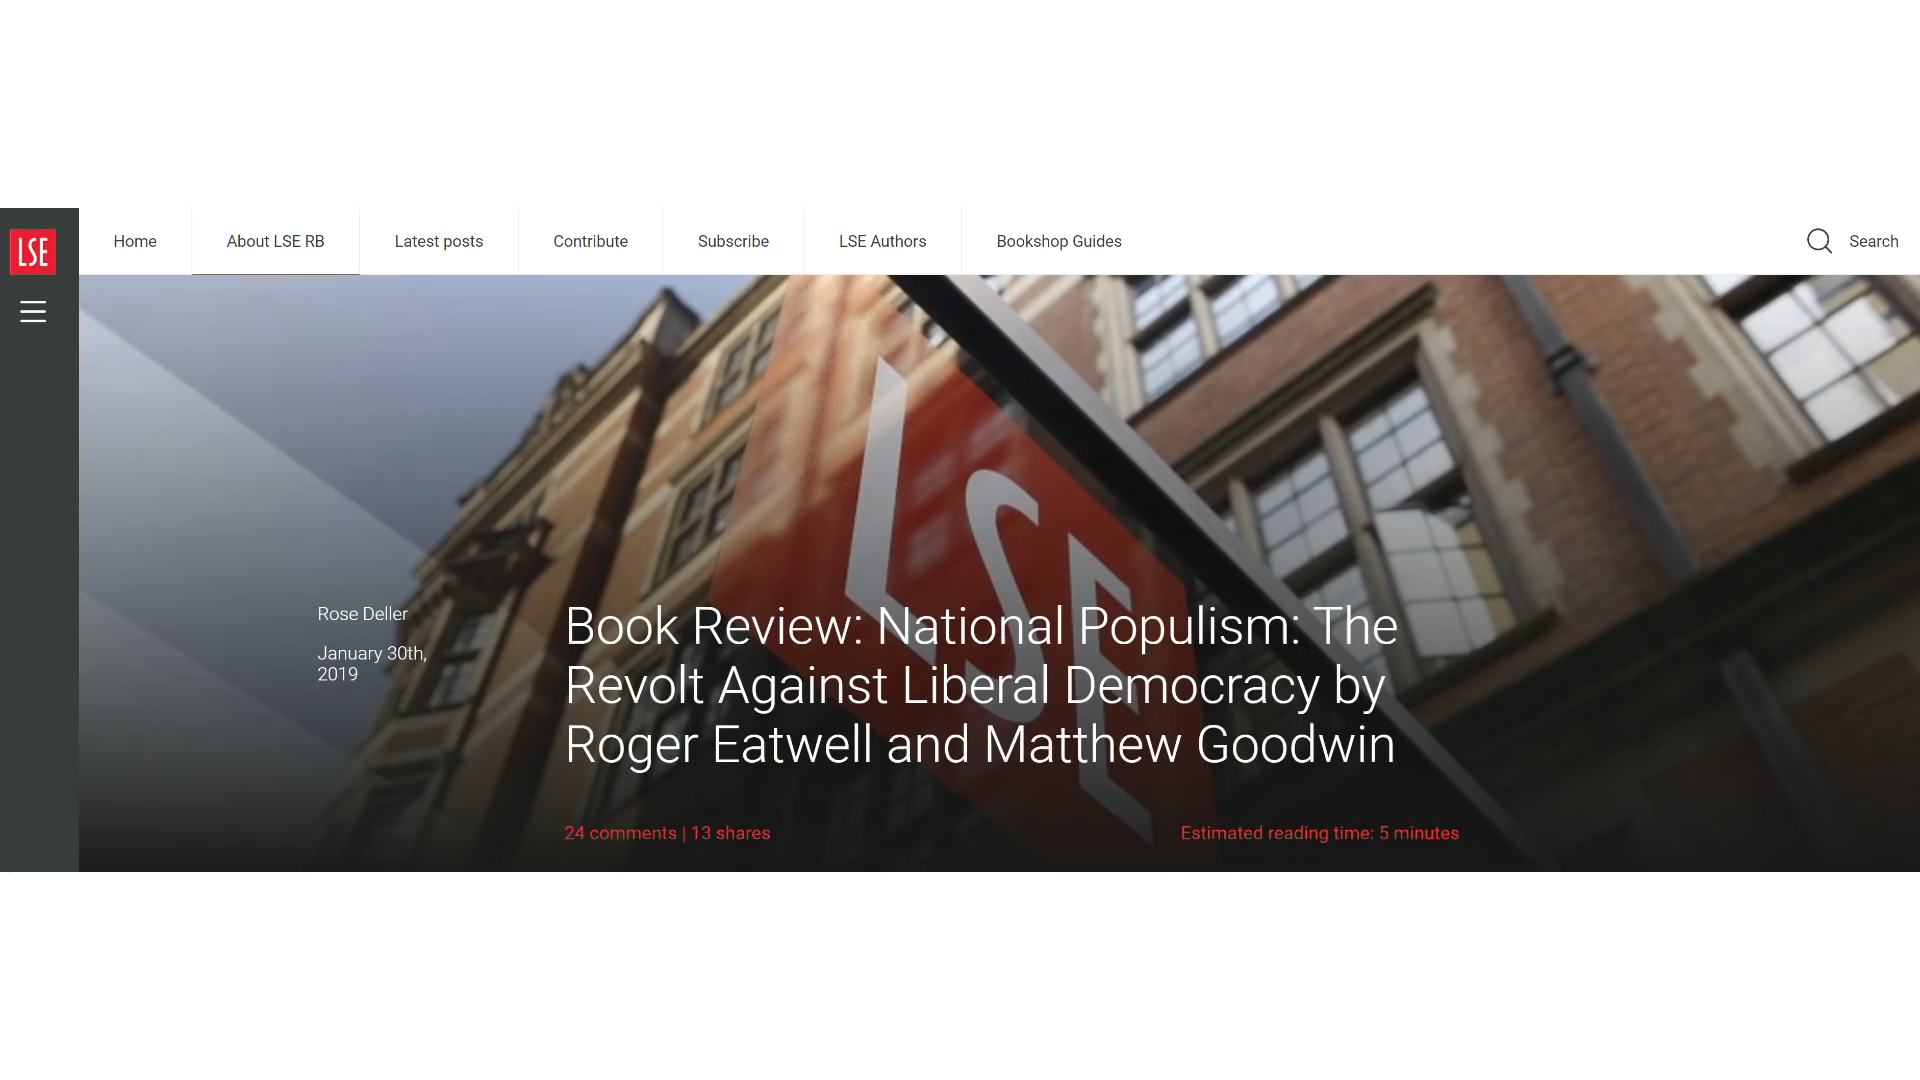 LSE
Home
About LSE RB
Latest posts
Contribute
Subscribe
LSE Authors
Bookshop Guides
Search
LSE
Rose Deller
January 30th,
2019
Book Review: National Populism: The
Revolt Against Liberal Democracy by
Roger Eatwell and Matthew Goodwin
24 comments | 13 shares
Estimated reading time: 5 minutes